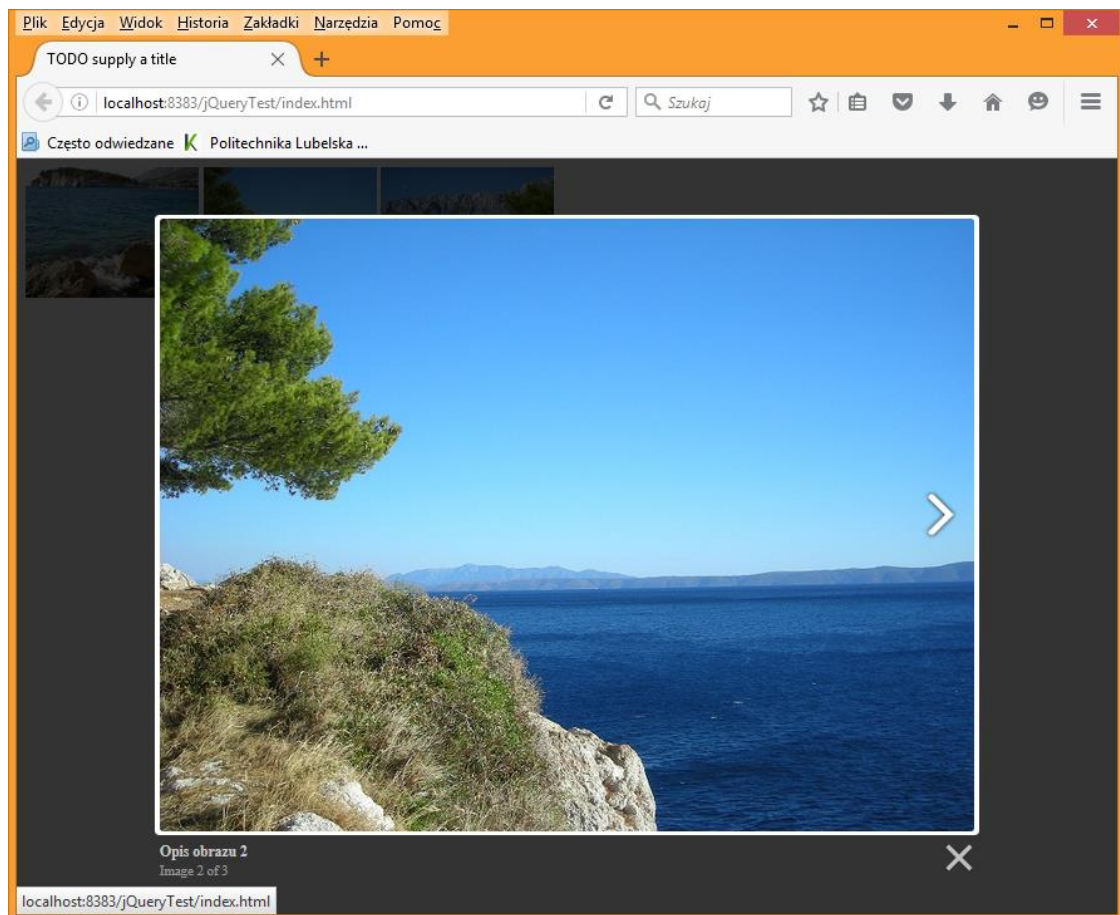 Plik Edycja Widok Historia Zakładki Narzędzia Pomoc
TODO supply a title
localhost:8383/jQueryTest/index.html
Szukaj
Często odwiedzane Politechnika Lubelska ...
Opis obrazu 2
Image 2 of 3
localhost:8383/jQueryTest/index.html